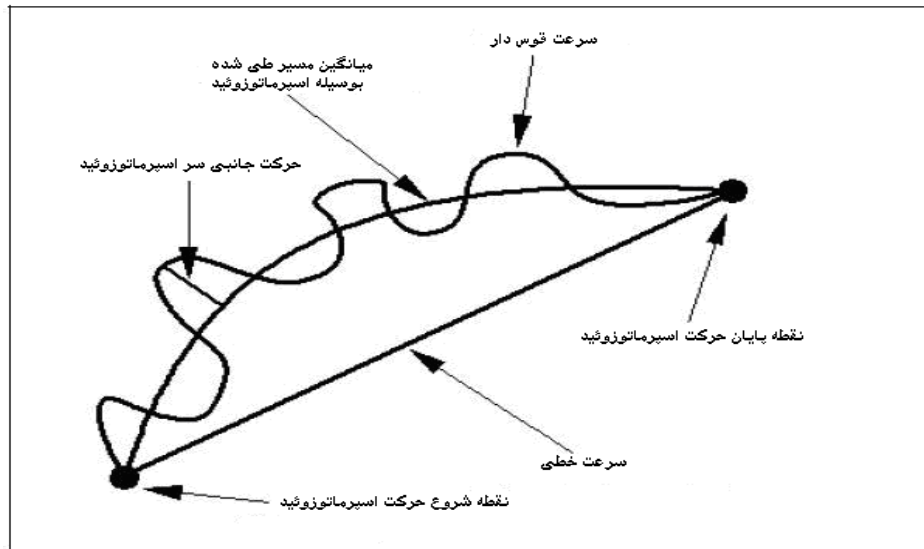 سرعت قوس دار
میانگین مسیر طی شده
بوسیله اسپرماتوزوئید
حرکت جانبی سر اسپرماتوزوئید
نقطه پایان حرکت اسپرماتوزوئید
سرعت خطی
نقطه شروع حرکت اسپرماتوزوئید